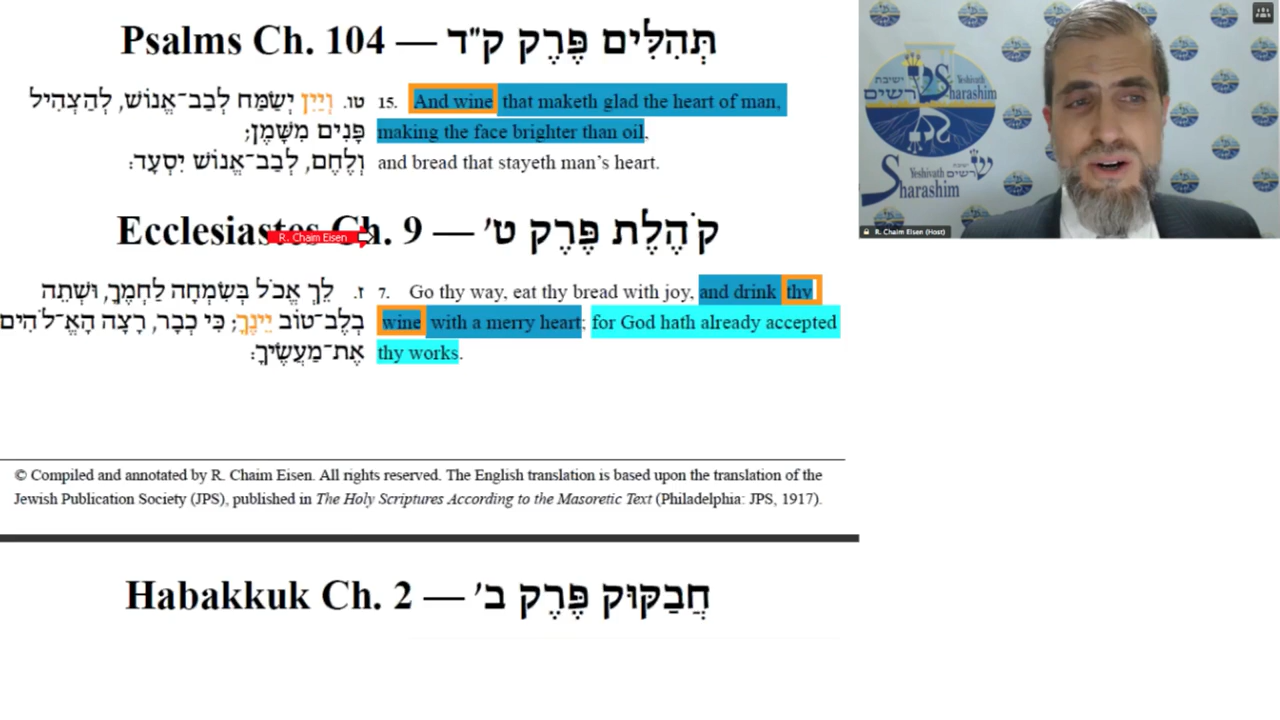 Psalms Ch. 104 — תְּהִלִּים פֶּרֶק ק״ד
טו. וְיַיִן יְשַׂמַּח לְבַב־אֱנוֹשׁ, לְהַצְהִיל
פָּנִים מִשָּׁמֶן;
וְלֶחֶם, לְבַב־אֱנוֹשׁ יִסְעָד:
15. And wine that maketh glad the heart of man,
making the face brighter than oil,
and bread that stayeth man’s heart.
Ecclesiastes Ch. 9 — קֹהֶלֶת פֶּרֶק ט׳
R. Chaim Eisen
ז. לֵךְ אֱכֹל בְּשִׂמְחָה לַחְמֶךָ, וּשְׁתֵה
בְלֶב־טוֹב יֵינֶךָ; כִּי כְבָר, רָצָה הָאֱ־לֹהִים
אֶת־מַעֲשֶׂיךָ:
7. Go thy way, eat thy bread with joy, and drink thy
wine with a merry heart; for God hath already accepted
thy works.
© Compiled and annotated by R. Chaim Eisen. All rights reserved. The English translation is based upon the translation of the
Jewish Publication Society (JPS), published in The Holy Scriptures According to the Masoretic Text (Philadelphia: JPS, 1917).
Habakkuk Ch. 2 — חֲבַקּוּק פֶּרֶק ב׳
ישיבת
שרשים
Yeshivath
Sharashim
Yeshivath שרשים
Sharashim
R. Chaim Eisen (Host)